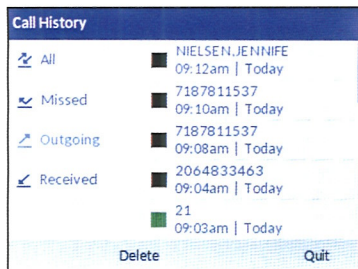 Call History
All
Missed
Outgoing
Received
NIELSEN,JENNIFE
09:12am | Today
7187811537
09:10am | Today
7187811537
09:08am | Today
2064833463
09:04am | Today
21
09:03am | Today
Delete
Quit